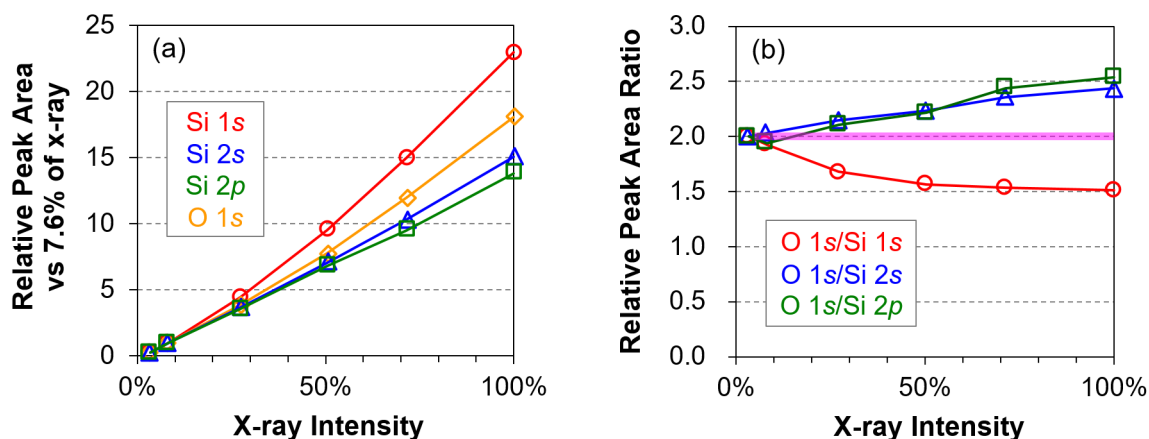 (a)
Relative Peak Area
vs 7.6% of x-ray
25
20
15
10
5
0
Si 1s
Si 2s
Si 2p
O 1s
0%
50%
100%
X-ray Intensity
(b)
Relative Peak Area Ratio
3.0
2.5
2.0
1.5
1.0
0.5
0.0
O 1s/Si 1s
O 1s/Si 2s
O 1s/Si 2p
0%
50%
100%
X-ray Intensity